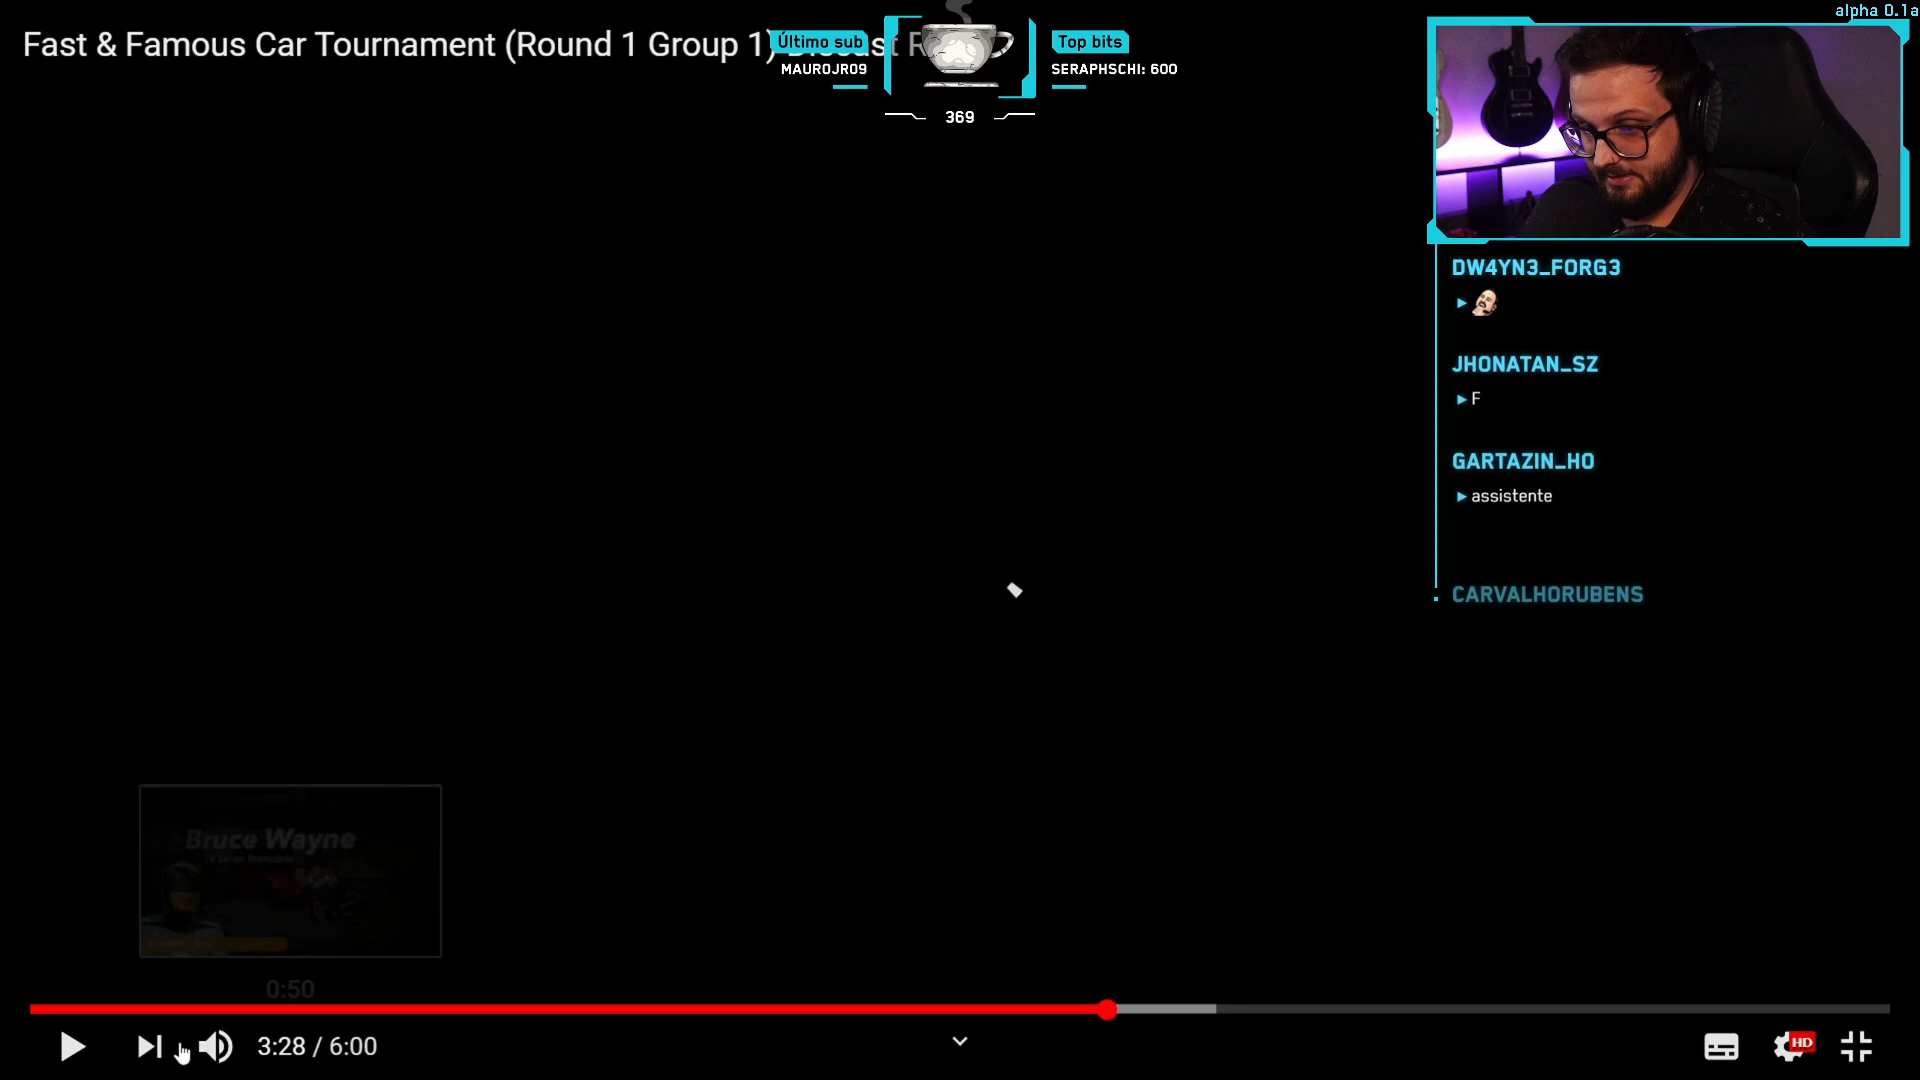 alpha 0.1a
Fast & Famous Car Tournament (Round 1 Group 1)
Último sub
MAUROJR09
Top bits
SERAPHSCHI: 600
369
DW4YN3_FORG3
JHONATAN_SZ
F
GARTAZIN_HO
assistente
CARVALHORUBENS
Bruce Wayne
0:50
3:28 / 6:00
HD